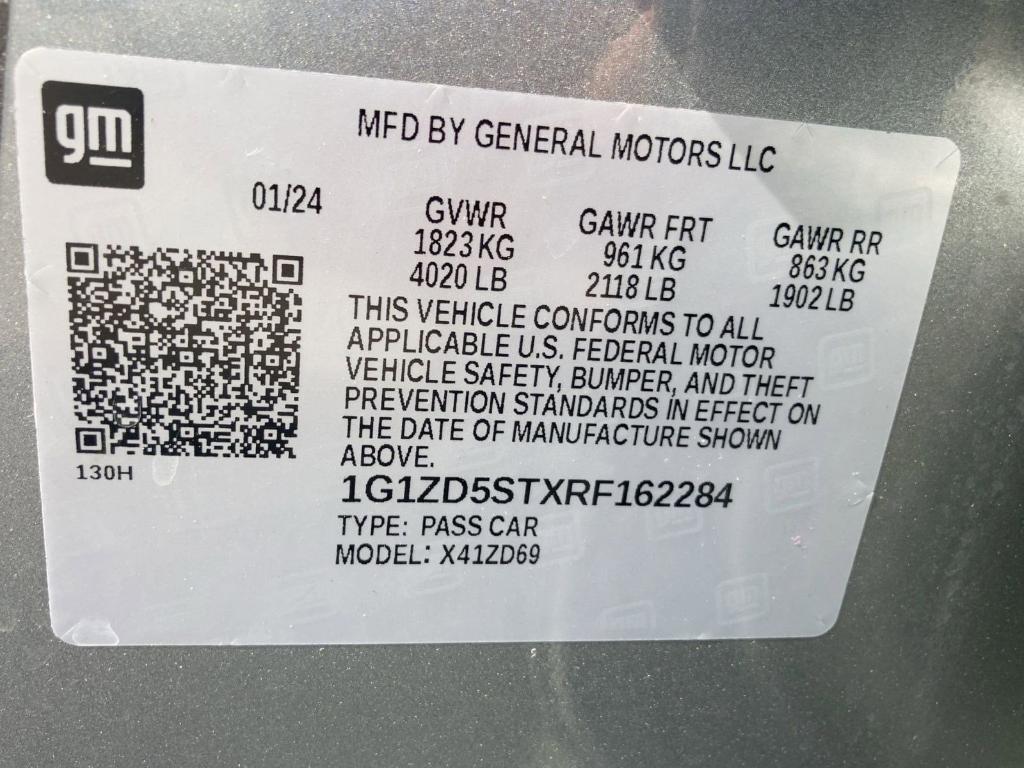 gm
MFD BY GENERAL MOTORS LLC
01/24
GVWR
1823 KG
4020 LB
GAWR FRT
961 KG
2118 LB
GAWR RR
863 KG
1902 LB
THIS VEHICLE CONFORMS TO ALL
APPLICABLE U.S. FEDERAL MOTOR
VEHICLE SAFETY, BUMPER, AND THEFT
PREVENTION STANDARDS IN EFFECT ON
THE DATE OF MANUFACTURE SHOWN
ABOVE.
130H
1G1ZD5STXRF162284
TYPE: PASS CAR
MODEL: X41ZD69